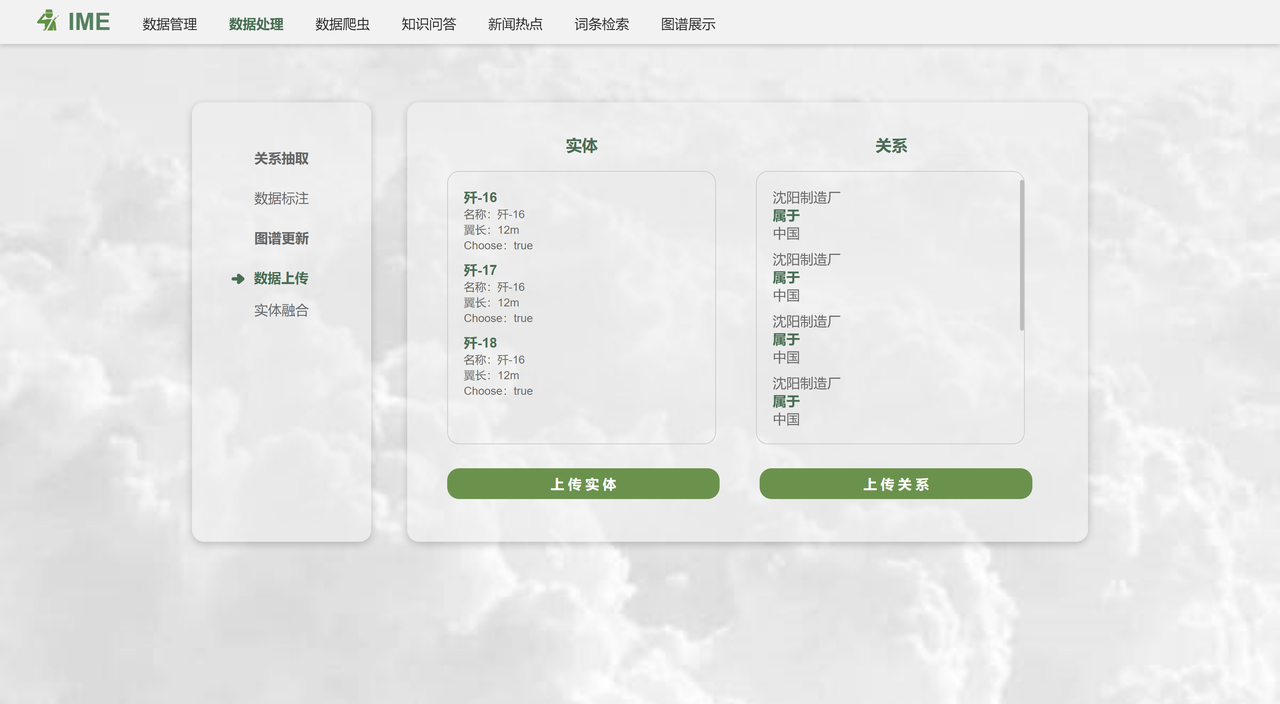 IME 数据管理 数据处理 数据爬虫 知识问答 新闻热点 词条检索 图谱展示
关系抽取
数据标注
图谱更新
数据上传
实体融合
实体
歼-16
名称：歼-16
翼长：12m
Choose：true
歼-17
名称：歼-16
翼长：12m
Choose：true
歼-18
名称：歼-16
翼长：12m
Choose：true
上传实体
关系
沈阳制造厂
属于
中国
沈阳制造厂
属于
中国
沈阳制造厂
属于
中国
沈阳制造厂
属于
中国
上传关系